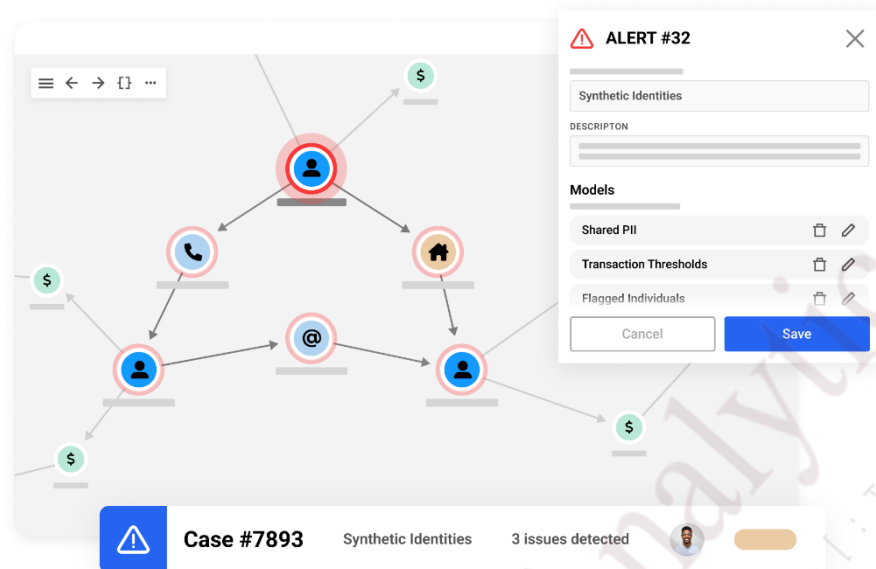 ALERT #32
Synthetic Identities
DESCRIPTON
Models
Shared PII
Transaction Thresholds
Flagged Individuals
Cancel
Save
$
$
$
$
@
{}
Case #7893
Synthetic Identities
3 issues detected